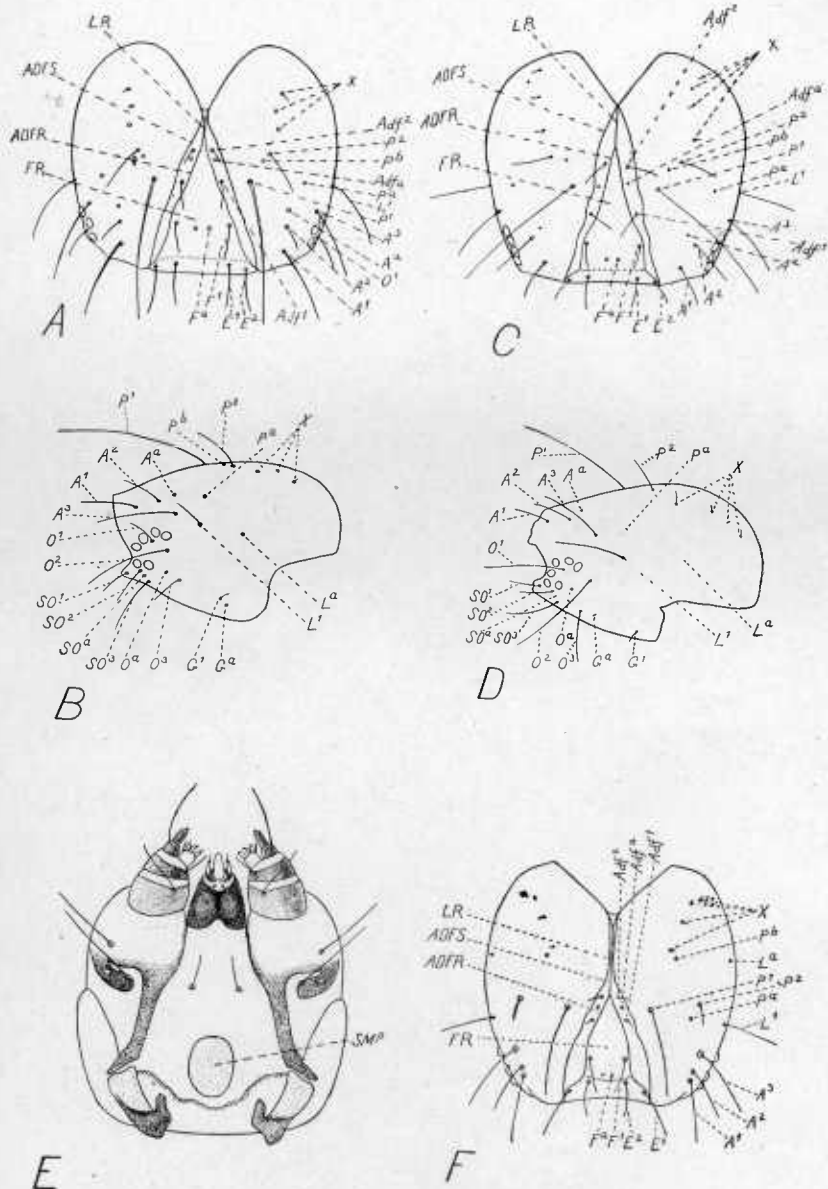 LR
ADFS
ADFR
FR
X
Adf²
P²
Pᵇ
Adfᵃ
Pᵃ
L¹
P¹
A³
Aᵃ
O¹
A²
A¹
Fᵃ F¹ E¹ E² Adf¹
A
LR
ADFS
ADFR
FR
Adf²
X
Adfᵃ
P²
Pᵇ
P¹
Pᵃ
L¹
A³
Adf¹
Aᵃ
Fᵃ F¹ E¹ E² A¹ A²
C
P¹
Pᵇ
P²
Pᵃ
X
A²
Aᵃ
A¹
A³
O¹
O²
SO¹
SO²
SOᵃ
SO³ Oᵃ O³ G¹ Gᵃ
L¹
Lᵃ
B
P¹
P²
Pᵃ
X
A²
A³
Aᵃ
A¹
O¹
SO¹
SO²
SOᵃ SO³
O² Oᵃ O³ Gᵃ G¹
L¹
Lᵃ
D
SMP
E
Adf²
Adfᵃ
Adf¹
LR
ADFS
ADFR
FR
X
Pᵇ
Lᵃ
P¹
P²
Pᵃ
L¹
A³
A²
A¹
Fᵃ F¹ E² E¹
F